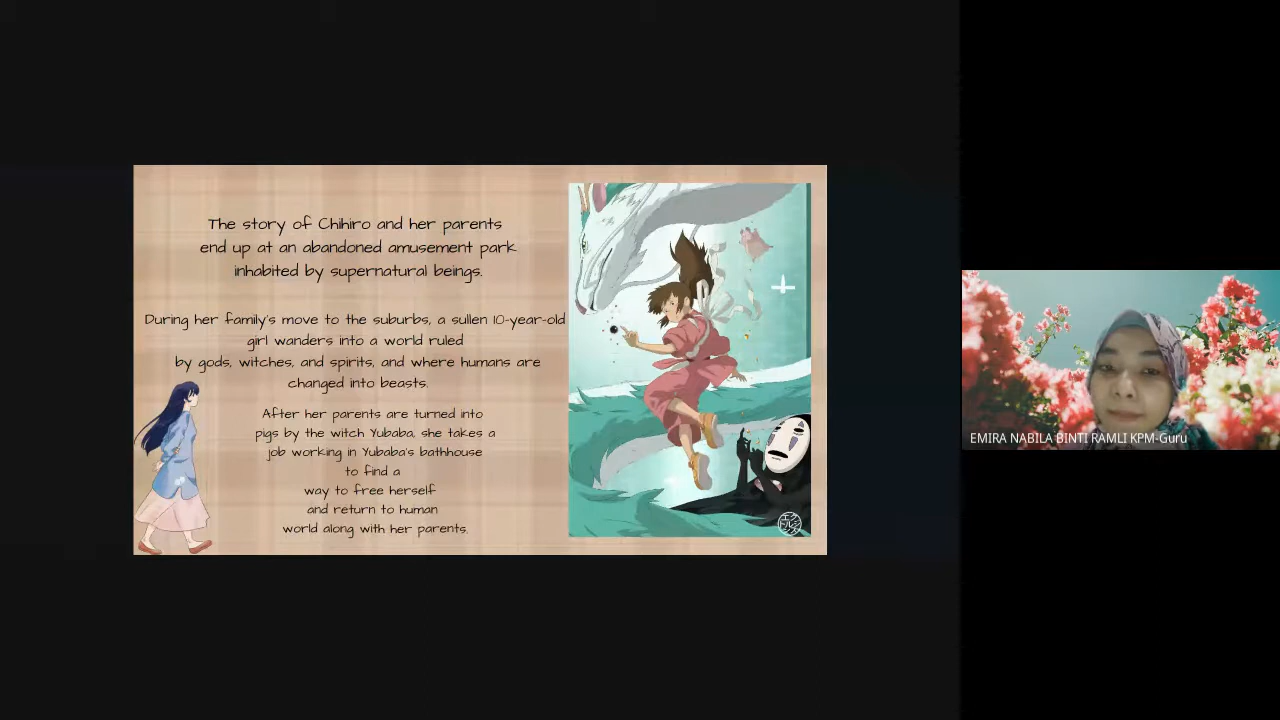 The story of Chihiro and her parents
end up at an abandoned amusement park
inhabited by supernatural beings.
During her family's move to the suburbs, a sullen 10-year-old
girl wanders into a world ruled
by gods, witches, and spirits, and where humans are
changed into beasts.
After her parents are turned into
pigs by the witch Yubaba, she takes a
job working in Yubaba's bathhouse
to find a
way to free herself
and return to human
world along with her parents.
EMIRA NABILA BINTI RAMLI KPM-Guru